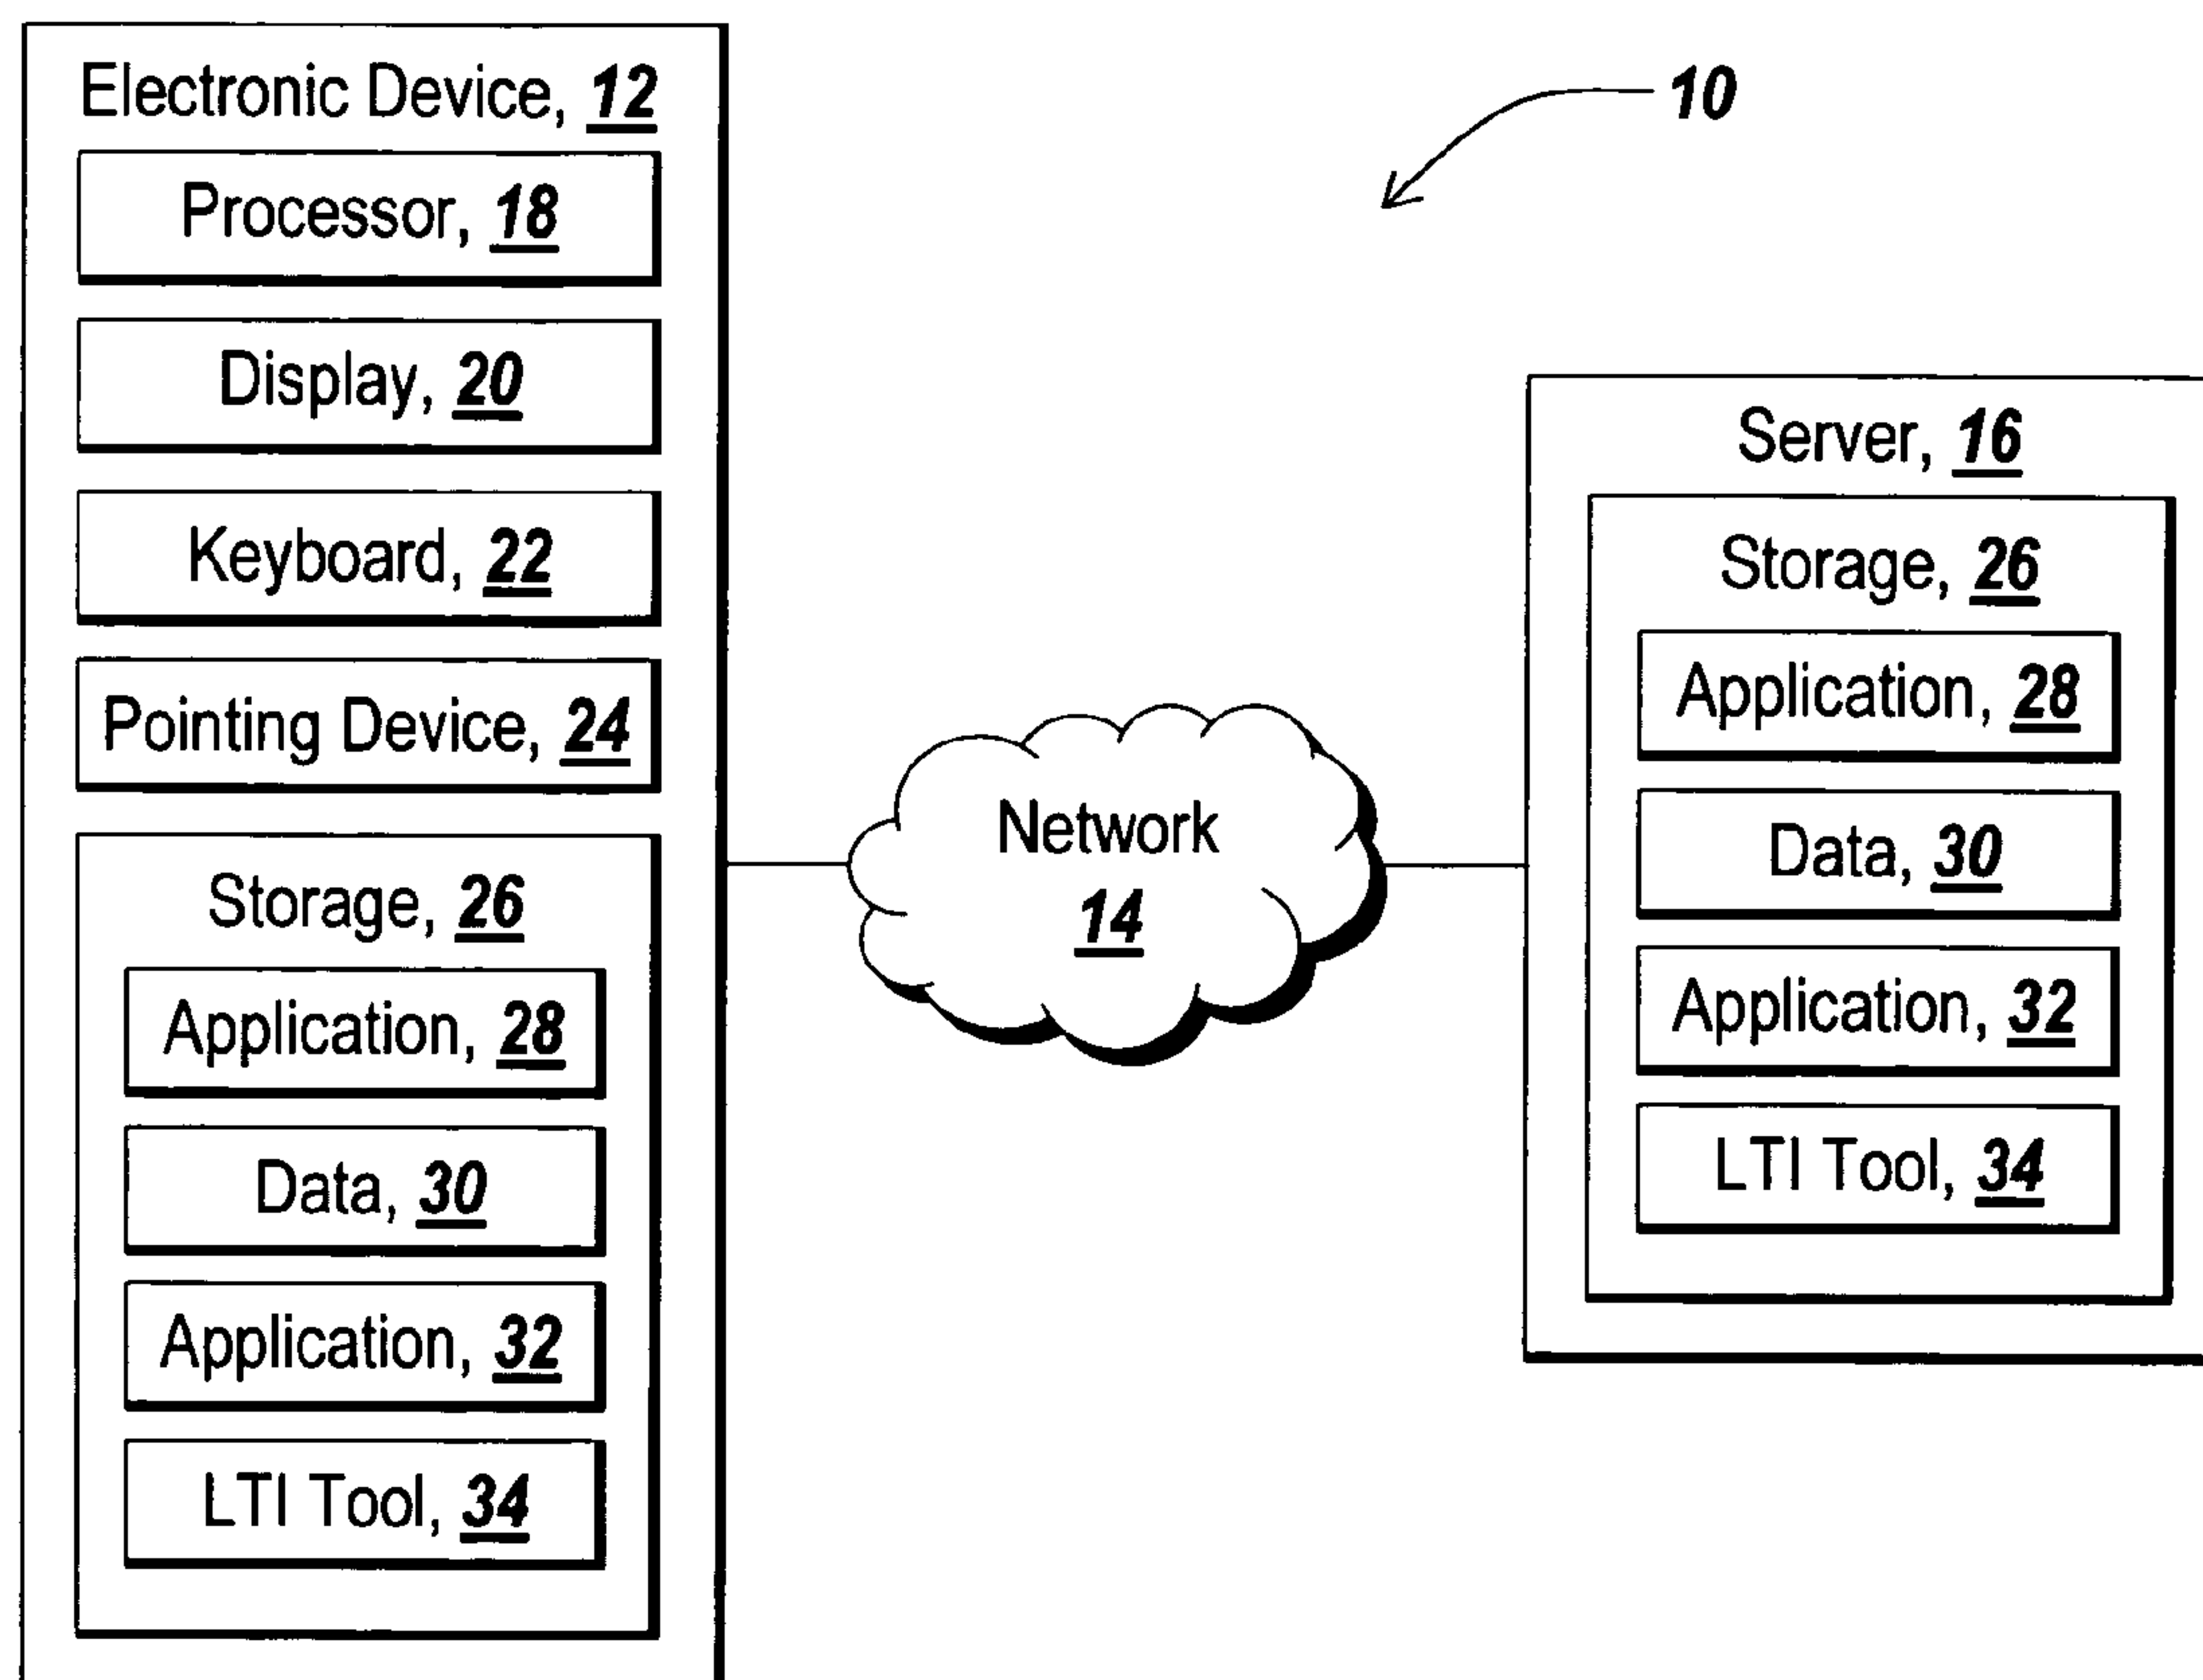 Electronic Device, 12
Processor, 18
Display, 20
Keyboard, 22
Pointing Device, 24
Storage, 26
Application, 28
Data, 30
Application, 32
LTI Tool, 34
Network
14
10
Server, 16
Storage, 26
Application, 28
Data, 30
Application, 32
LTI Tool, 34